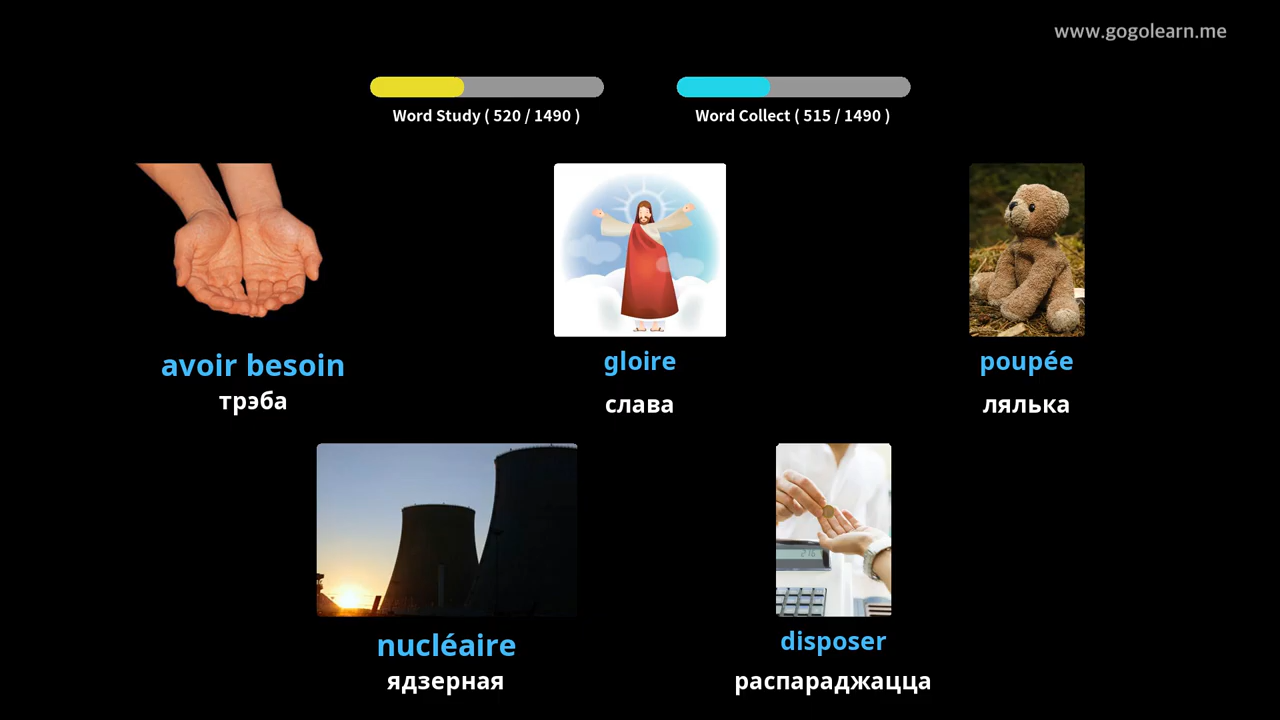 www.gogolearn.me
Word Study ( 520 / 1490 )
Word Collect ( 515 / 1490 )
avoir besoin
трэба
gloire
слава
poupée
лялька
nucléaire
ядзерная
disposer
распараджацца